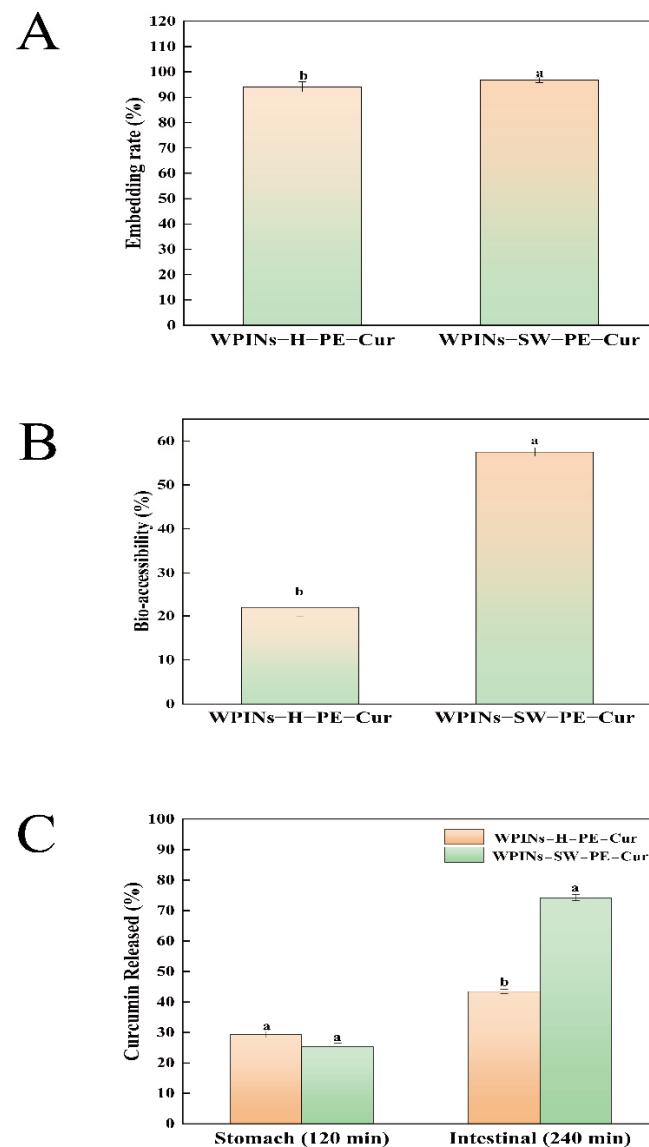 A
120
110
100
90
80
70
60
50
40
30
20
10
0
Embedding rate (%)
b
a
WPINs-H-PE-Cur
WPINs-SW-PE-Cur
B
60
50
40
30
20
10
0
Bio-accessibility (%)
b
a
WPINs-H-PE-Cur
WPINs-SW-PE-Cur
C
100
90
80
70
60
50
40
30
20
10
0
Curcumin Released (%)
WPINs-H-PE-Cur
WPINs-SW-PE-Cur
a
a
b
a
Stomach (120 min)
Intestinal (240 min)